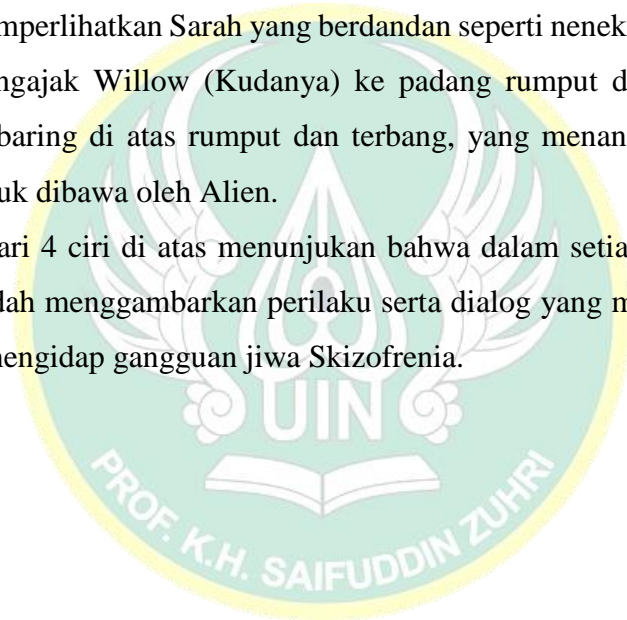 mperlihatkan Sarah yang berdandan seperti nenek
ngajak Willow (Kudanya) ke padang rumput d
baring di atas rumput dan terbang, yang menan
uk dibawa oleh Alien.
ari 4 ciri di atas menunjukan bahwa dalam setia
dah menggambarkan perilaku serta dialog yang m
mengidap gangguan jiwa Skizofrenia.
UIN
PROF. K.H. SAIFUDDIN ZUHRI